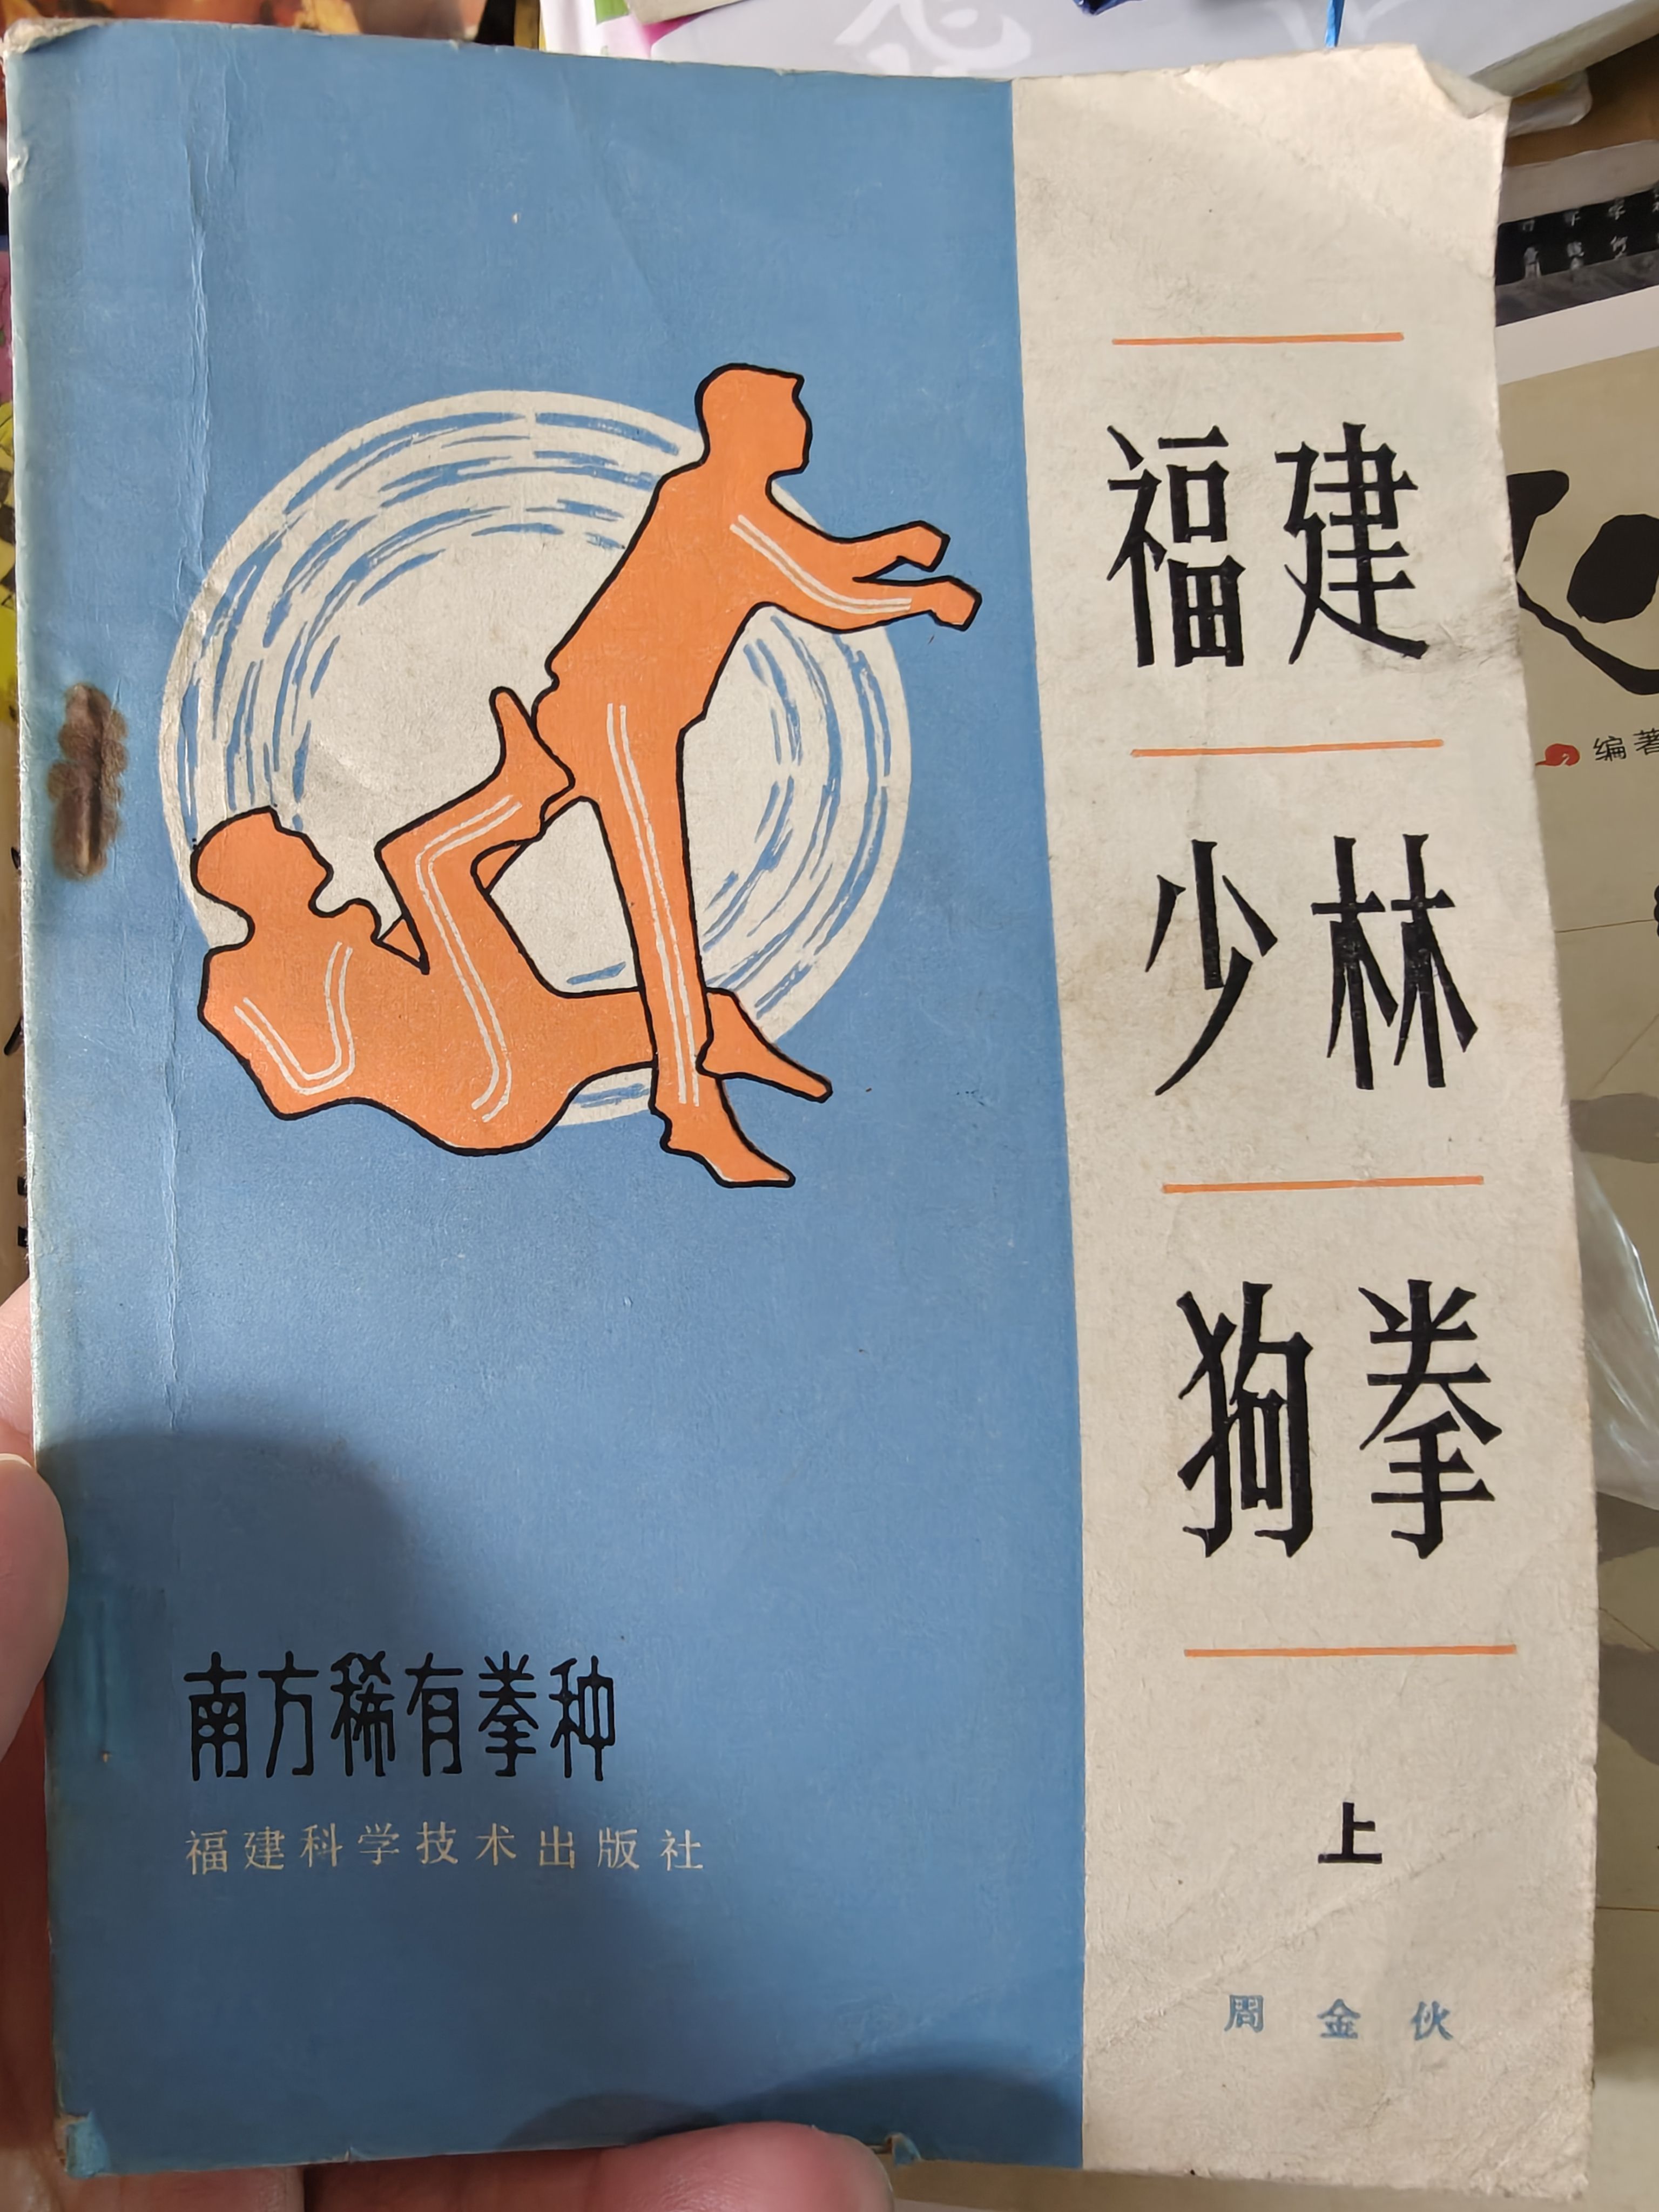 福建
少林
狗拳
上
周金伙
南方稀有拳种
福建科学技术出版社
编著